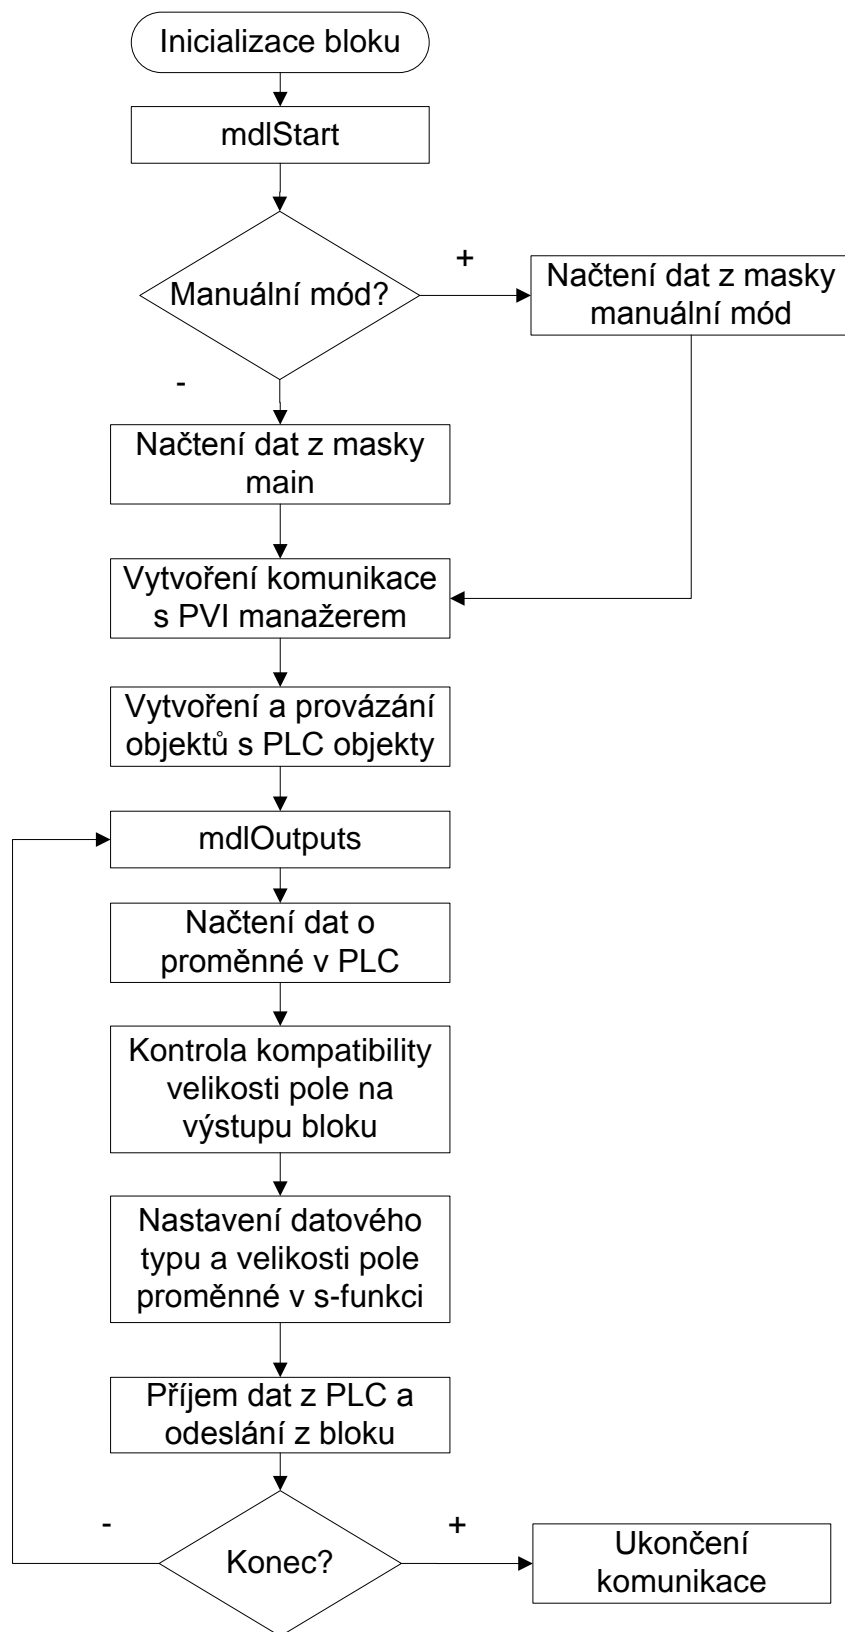 Inicializace bloku
mdlStart
Manuální mód?
+
Načtení dat z masky
manuální mód
-
Načtení dat z masky
main
Vytvoření komunikace
s PVI manažerem
Vytvoření a provázání
objektů s PLC objekty
mdlOutputs
Načtení dat o
proměnné v PLC
Kontrola kompatibility
velikosti pole na
výstupu bloku
Nastavení datového
typu a velikosti pole
proměnné v s-funkci
Příjem dat z PLC a
odeslání z bloku
-
Konec?
+
Ukončení
komunikace